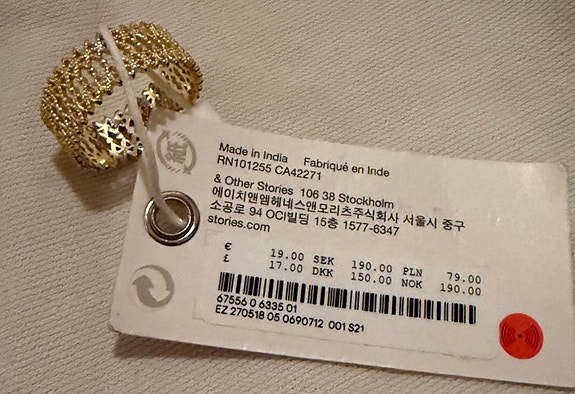 Made in India Fabriqué en Inde
RN101255 CA42271
& Other Stories 106 38 Stockholm
에이치앤엠헤네스앤모리츠주식회사 서울시 중구
소공로 94 OCI빌딩 15층 1577-6347
stories.com
€ 19.00 SEK 190.00 PLN 79.00
£ 17.00 DKK 150.00 NOK 190.00
67556 0 6335 01
EZ 270518 05 0690712 001 S21